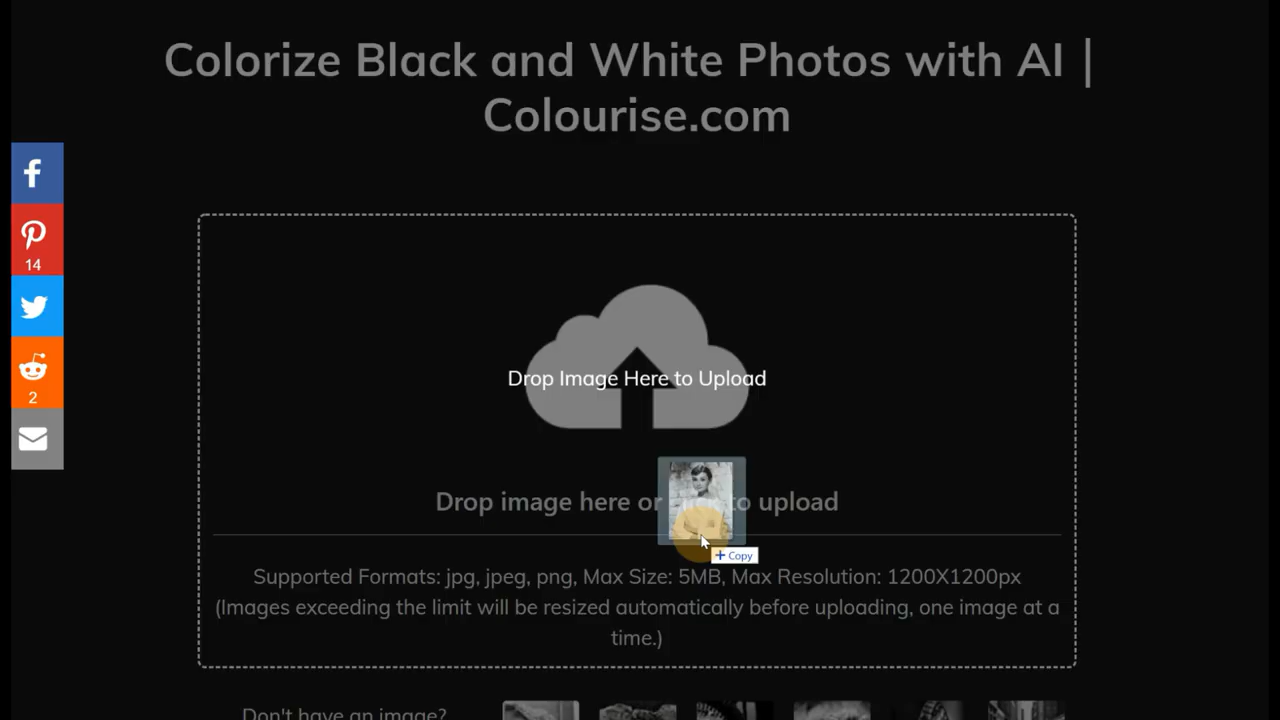 Colorize Black and White Photos with AI |
Colourise.com
14
2
Drop Image Here to Upload
Drop image here or to upload
Copy
Supported Formats: jpg, jpeg, png, Max Size: 5MB, Max Resolution: 1200X1200px
(Images exceeding the limit will be resized automatically before uploading, one image at a
time.)
Don't have an image?